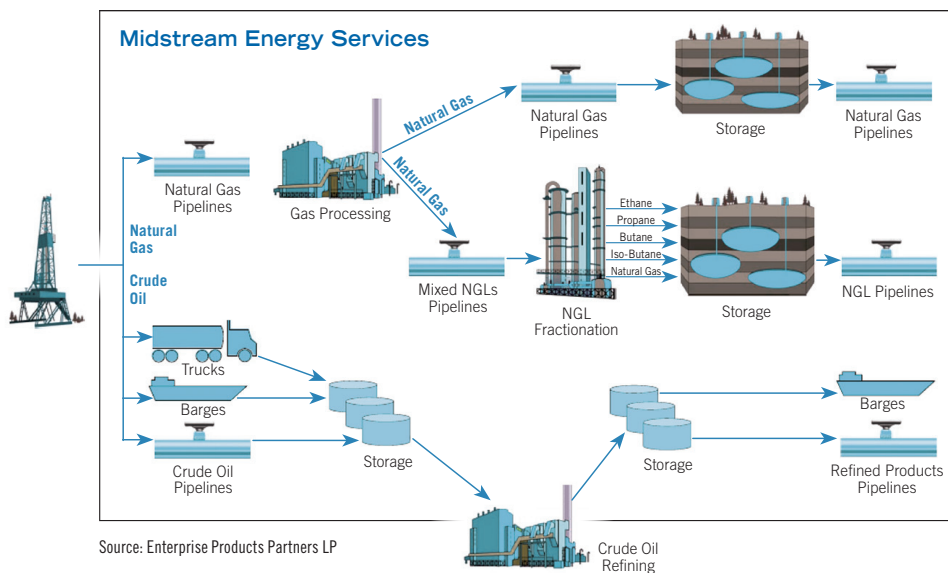 Midstream Energy Services
Natural Gas
Natural Gas
Pipelines
Storage
Natural Gas
Pipelines
Natural Gas
Pipelines
Gas Processing
Natural Gas
Natural
Gas
Crude
Oil
Mixed NGLs
Pipelines
NGL
Fractionation
Ethane
Propane
Butane
Iso-Butane
Natural Gas
Storage
NGL Pipelines
Trucks
Barges
Crude Oil
Pipelines
Storage
Crude Oil
Refining
Storage
Barges
Refined Products
Pipelines
Source: Enterprise Products Partners LP